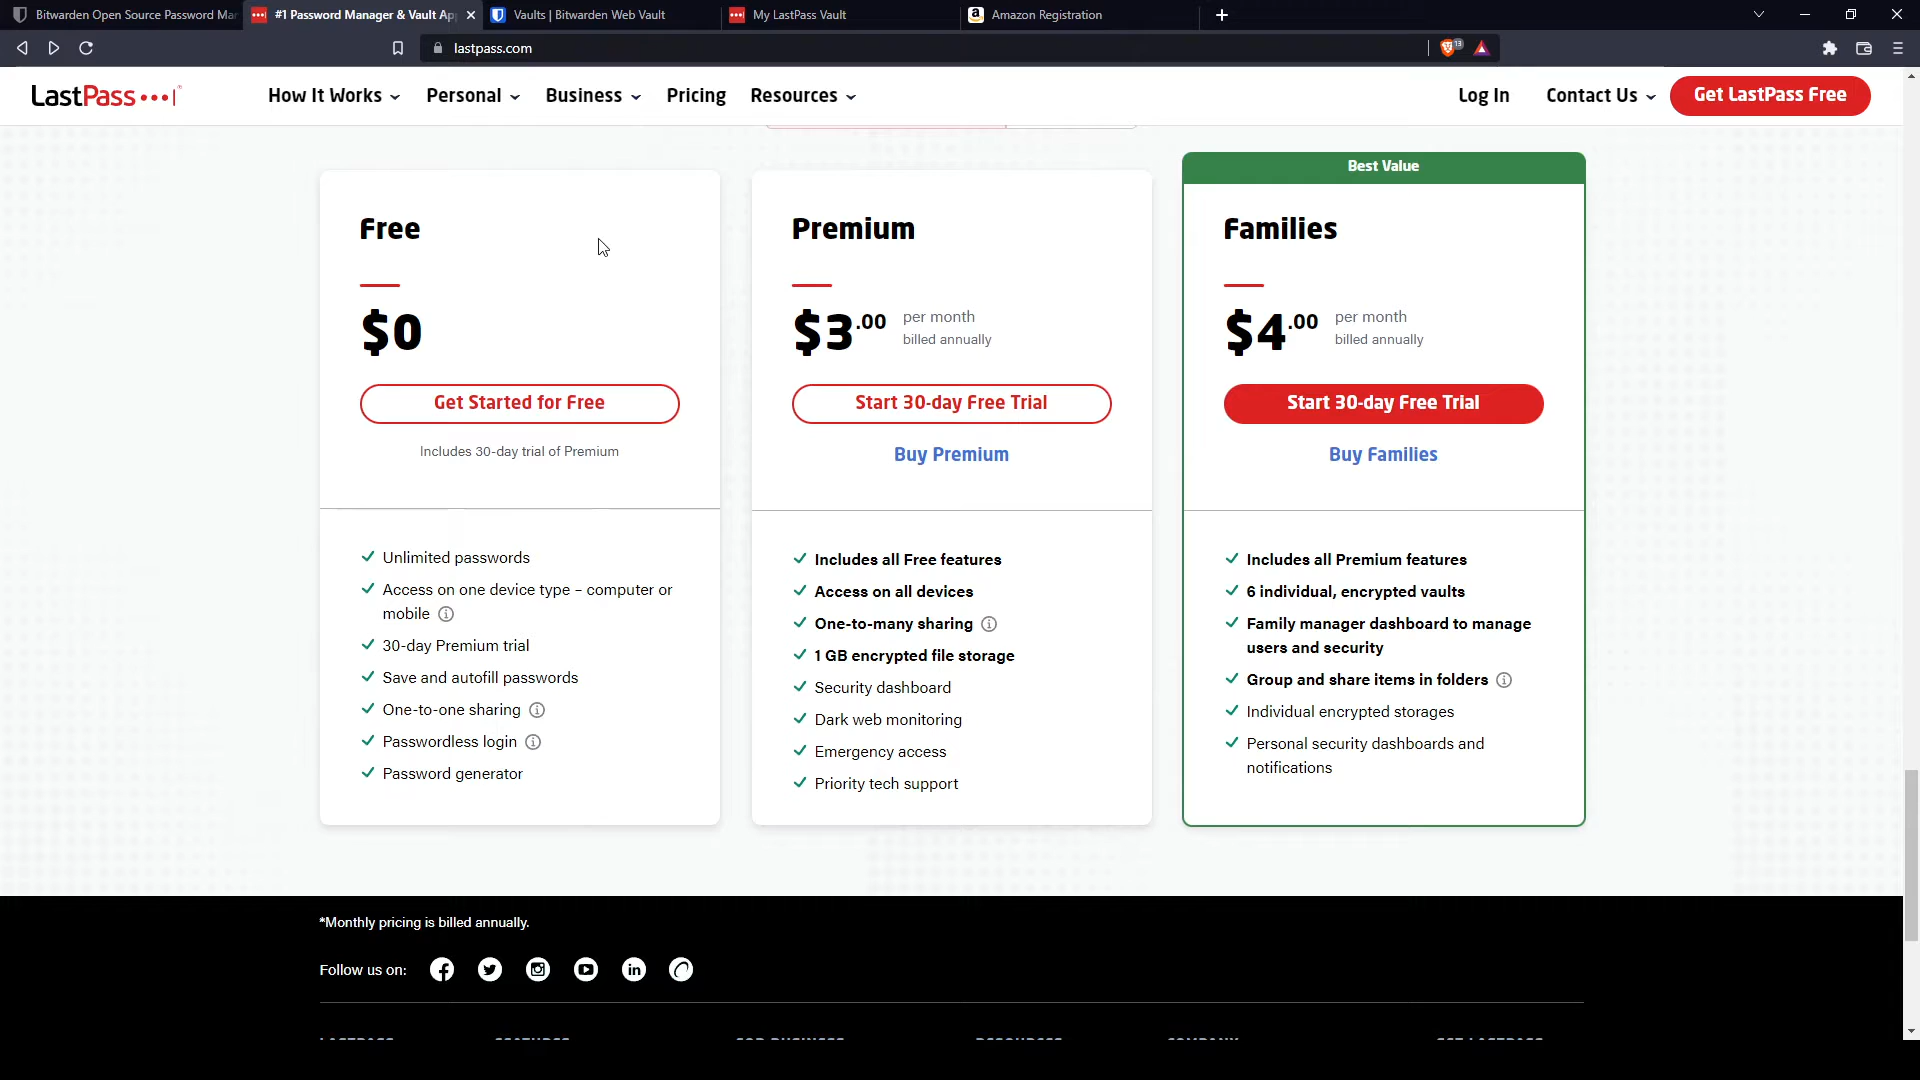 Bitwarden Open Source Password Mar
#1 Password Manager & Vault Ap
Vaults | Bitwarden Web Vault
My LastPass Vault
Amazon Registration
lastpass.com
13
LastPass
How It Works
Personal
Business
Pricing
Resources
Log In
Contact Us
Get LastPass Free
Free
$0
Get Started for Free
Includes 30-day trial of Premium
Unlimited passwords
Access on one device type – computer or
mobile
30-day Premium trial
Save and autofill passwords
One-to-one sharing
Passwordless login
Password generator
Premium
$3.00 per month
billed annually
Start 30-day Free Trial
Buy Premium
Includes all Free features
Access on all devices
One-to-many sharing
1 GB encrypted file storage
Security dashboard
Dark web monitoring
Emergency access
Priority tech support
Best Value
Families
$4.00 per month
billed annually
Start 30-day Free Trial
Buy Families
Includes all Premium features
6 individual, encrypted vaults
Family manager dashboard to manage
users and security
Group and share items in folders
Individual encrypted storages
Personal security dashboards and
notifications
*Monthly pricing is billed annually.
Follow us on: